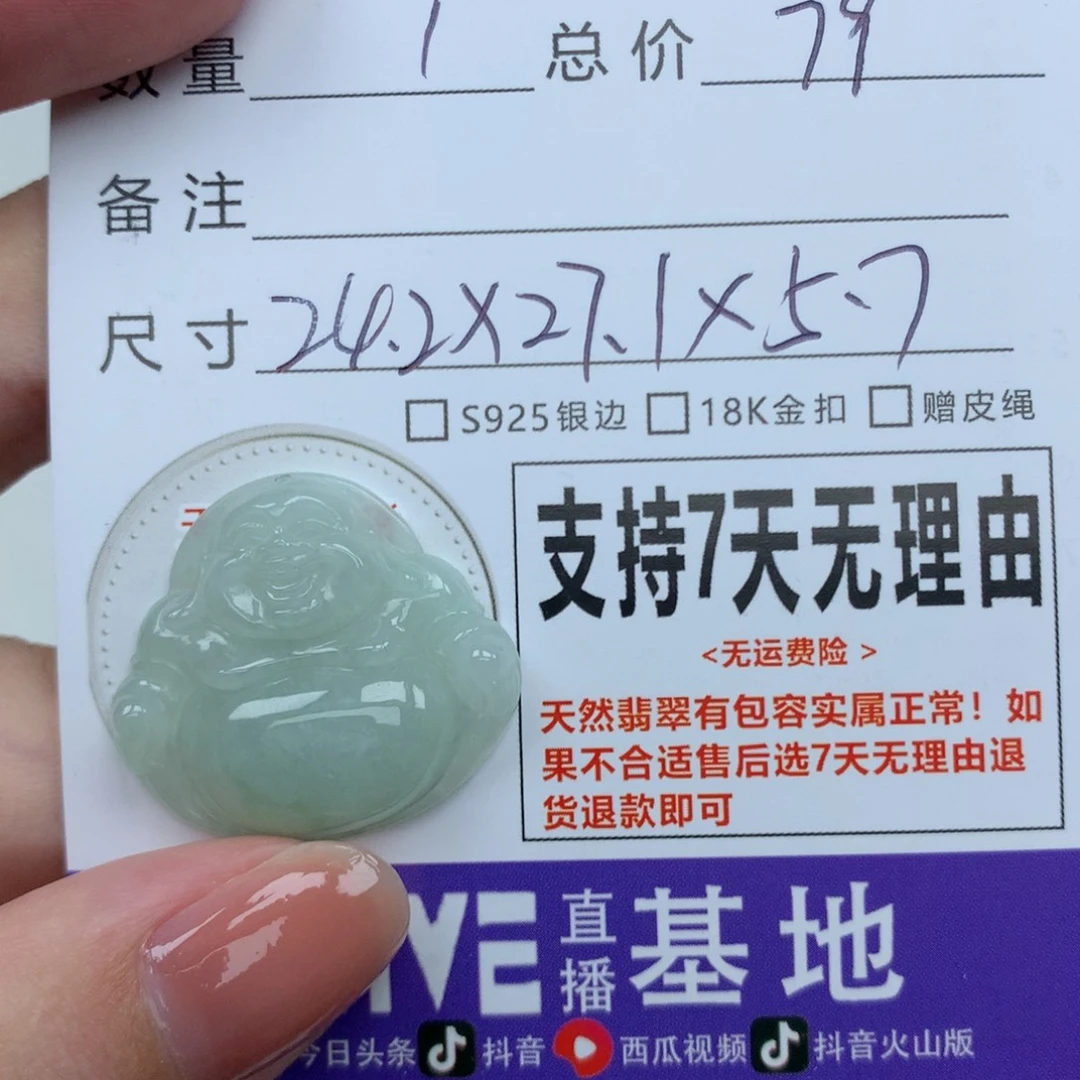 数量 1 总价 79
备注
尺寸 24.2X27.1X5.7
S925银边 18K金扣 赠皮绳
支持7天无理由
<无运费险 >
天然翡翠有包容实属正常！如
果不合适售后选7天无理由退
货退款即可
IVE 直播 基地
今日头条 抖音 西瓜视频 抖音火山版